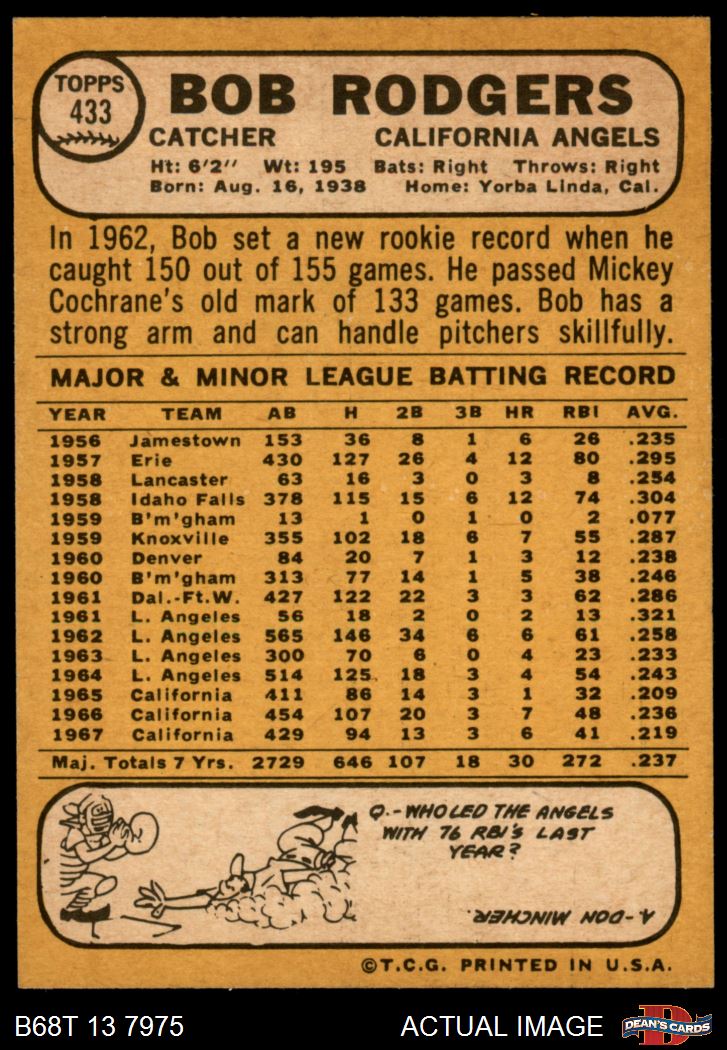 TOPPS
433
BOB RODGERS
CATCHER CALIFORNIA ANGELS
Ht: 6'2" Wt: 195 Bats: Right Throws: Right
Born: Aug. 16, 1938 Home: Yorba Linda, Cal.
In 1962, Bob set a new rookie record when he
caught 150 out of 155 games. He passed Mickey
Cochrane's old mark of 133 games. Bob has a
strong arm and can handle pitchers skillfully.
MAJOR & MINOR LEAGUE BATTING RECORD
YEAR TEAM AB H 2B 3B HR RBI AVG.
1956 Jamestown 153 36 8 1 6 26 .235
1957 Erie 430 127 26 4 12 80 .295
1958 Lancaster 63 16 3 0 3 8 .254
1958 Idaho Falls 378 115 15 6 12 74 .304
1959 B'm'gham 13 1 0 1 0 2 .077
1959 Knoxville 355 102 18 6 7 55 .287
1960 Denver 84 20 7 1 3 12 .238
1960 B'm'gham 313 77 14 1 5 38 .246
1961 Dal.-Ft.W. 427 122 22 3 3 62 .286
1961 L. Angeles 56 18 2 0 2 13 .321
1962 L. Angeles 565 146 34 6 6 61 .258
1963 L. Angeles 300 70 6 0 4 23 .233
1964 L. Angeles 514 125 18 3 4 54 .243
1965 California 411 86 14 3 1 32 .209
1966 California 454 107 20 3 7 48 .236
1967 California 429 94 13 3 6 41 .219
Maj. Totals 7 Yrs. 2729 646 107 18 30 272 .237
Q.-WHO LED THE ANGELS
WITH 76 RBI'S LAST
YEAR?
A-DON MINCHER.
©T.C.G. PRINTED IN U.S.A.
B68T 13 7975 ACTUAL IMAGE
D
DEAN'S CARDS